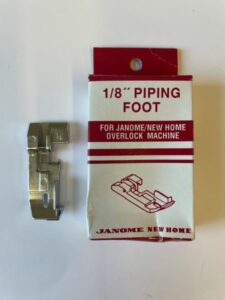 1/8″ PIPING
FOOT
FOR JANOME/NEW HOME
OVERLOCK MACHINE
JANOME NEW HOME